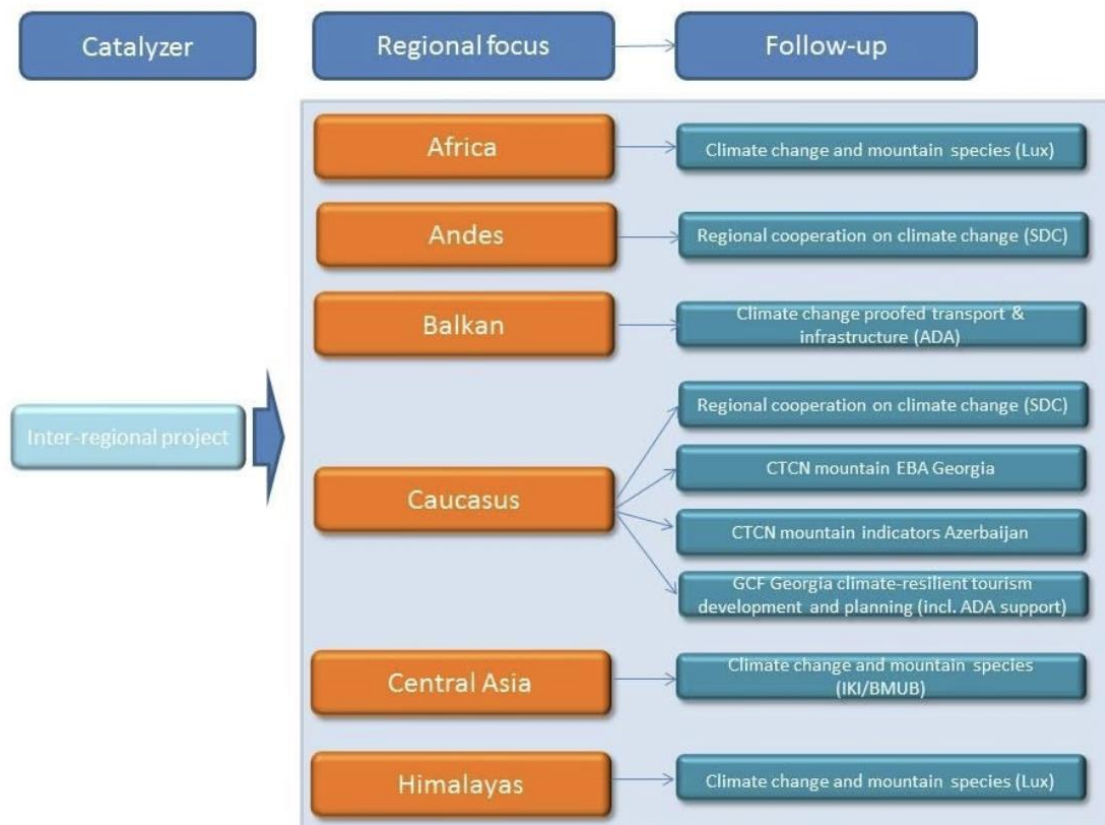 Catalyzer
Regional focus
Follow-up
Africa
Climate change and mountain species (Lux)
Andes
Regional cooperation on climate change (SDC)
Balkan
Climate change proofed transport &
infrastructure (ADA)
Inter-regional project
Caucasus
Regional cooperation on climate change (SDC)
CTCN mountain EBA Georgia
CTCN mountain indicators Azerbaijan
GCF Georgia climate-resilient tourism
development and planning (incl. ADA support)
Central Asia
Climate change and mountain species
(IKI/BMUB)
Himalayas
Climate change and mountain species (Lux)